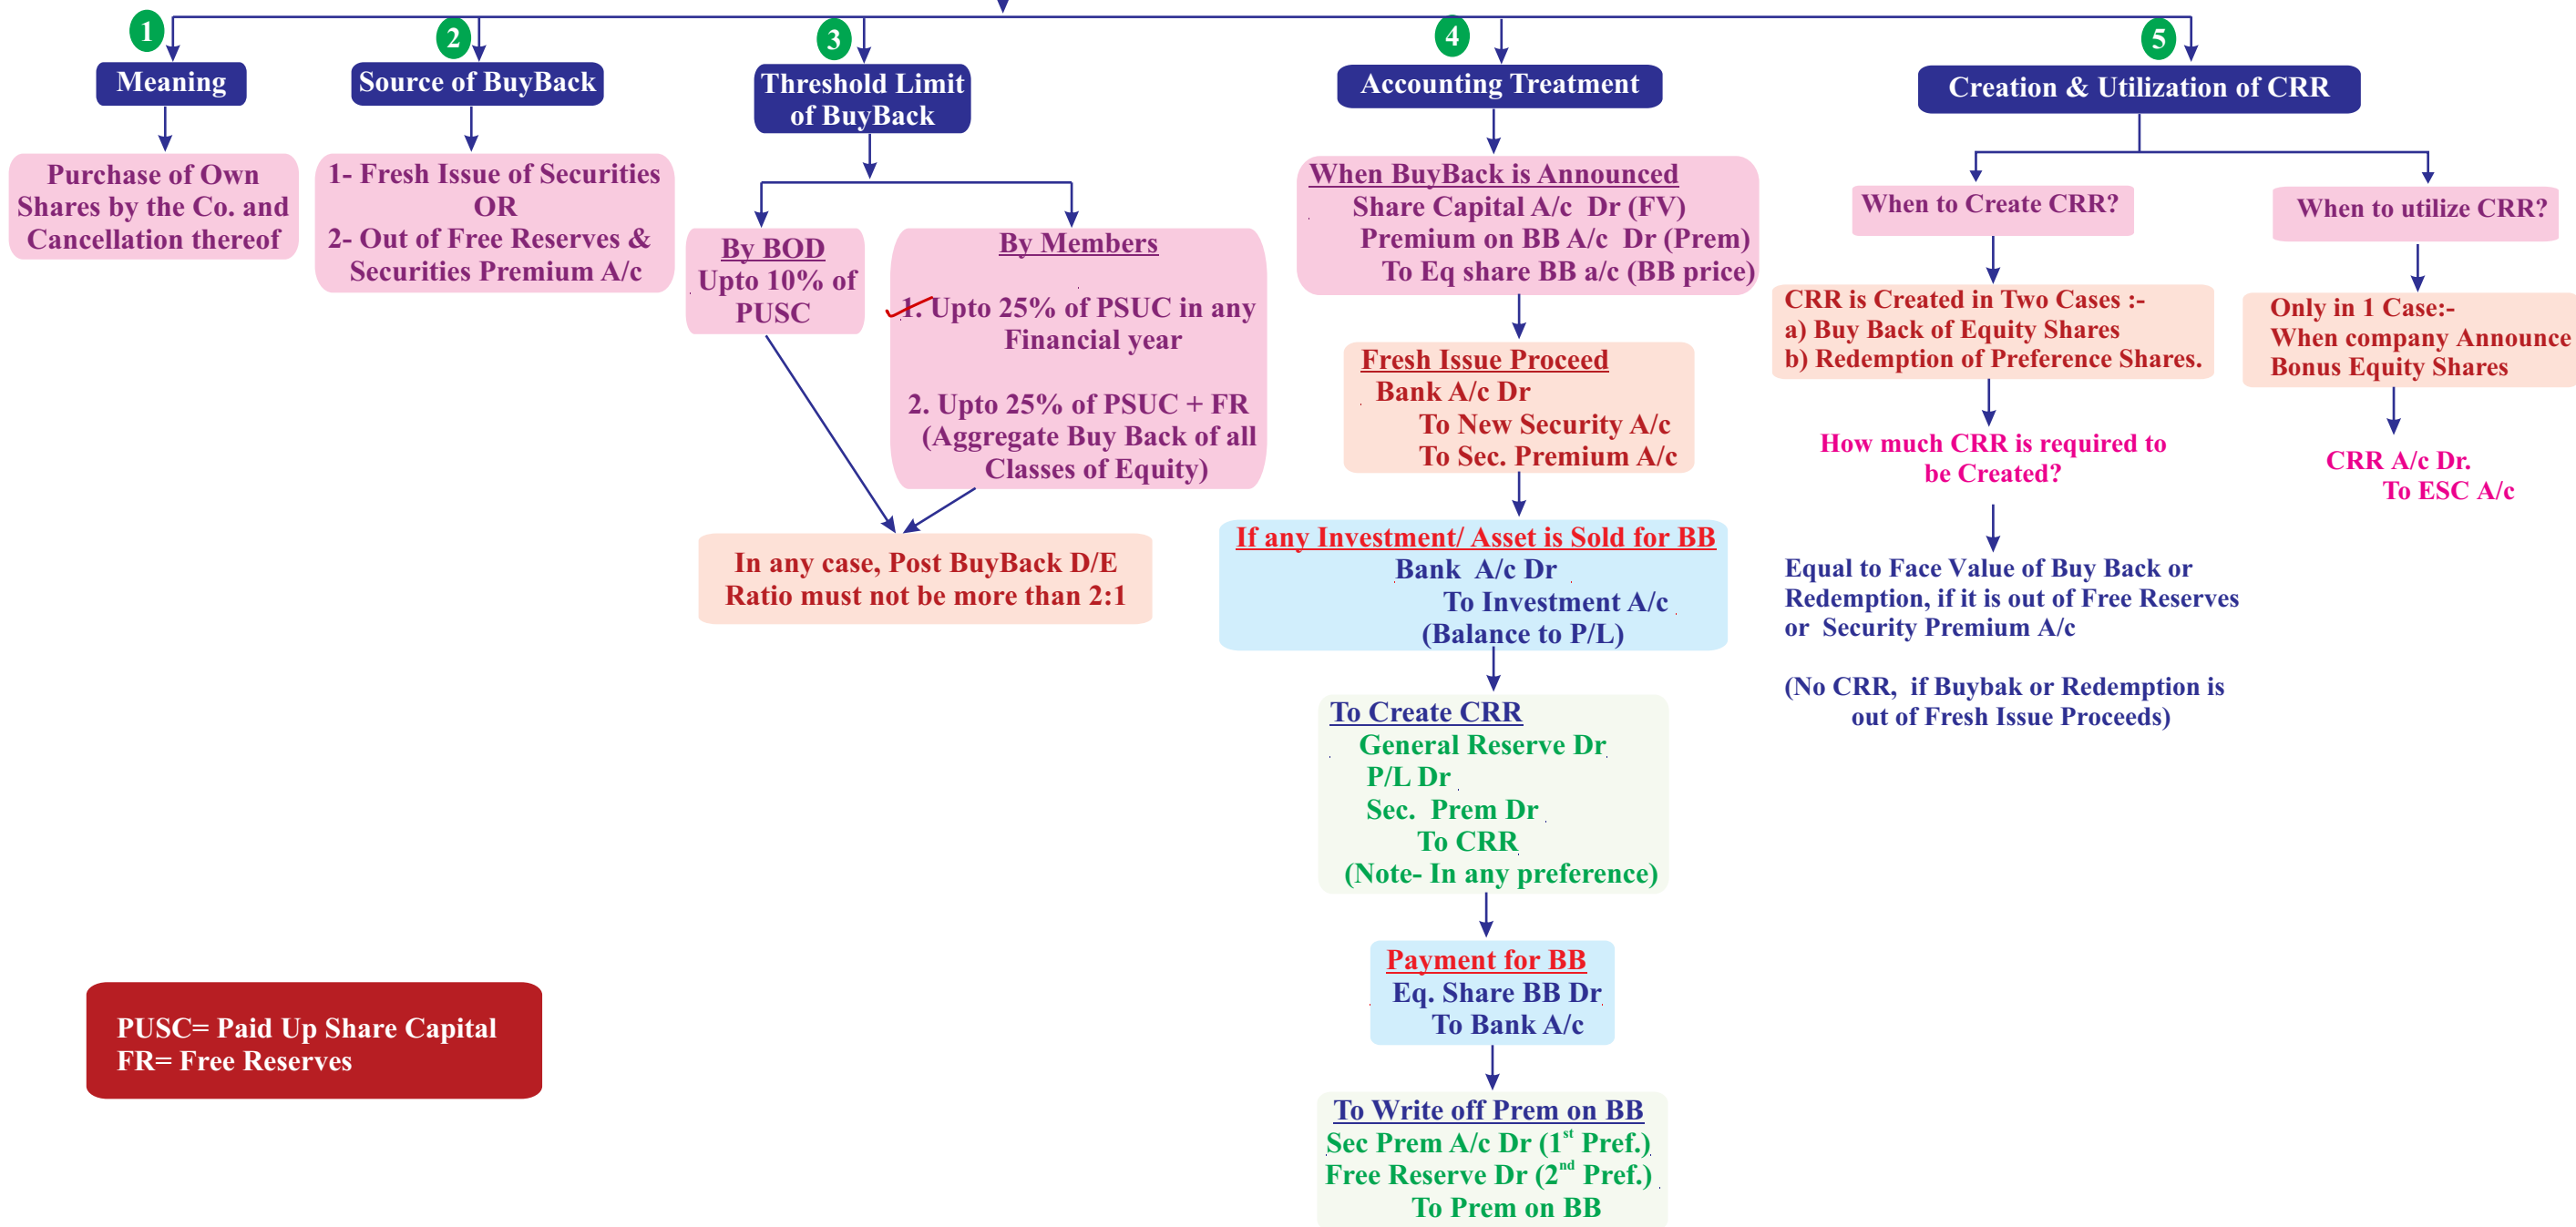 1
Meaning
Purchase of Own
Shares by the Co. and
Cancellation thereof
2
Source of BuyBack
1- Fresh Issue of Securities
OR
2- Out of Free Reserves &
Securities Premium A/c
3
Threshold Limit
of BuyBack
By BOD
Upto 10% of
PUSC
By Members
1. Upto 25% of PSUC in any
Financial year
2. Upto 25% of PSUC + FR
(Aggregate Buy Back of all
Classes of Equity)
In any case, Post BuyBack D/E
Ratio must not be more than 2:1
4
Accounting Treatment
When BuyBack is Announced
Share Capital A/c Dr (FV)
Premium on BB A/c Dr (Prem)
To Eq share BB a/c (BB price)
Fresh Issue Proceed
Bank A/c Dr
To New Security A/c
To Sec. Premium A/c
If any Investment/ Asset is Sold for BB
Bank A/c Dr
To Investment A/c
(Balance to P/L)
To Create CRR
General Reserve Dr
P/L Dr
Sec. Prem Dr
To CRR
(Note- In any preference)
Payment for BB
Eq. Share BB Dr
To Bank A/c
To Write off Prem on BB
Sec Prem A/c Dr (1st Pref.)
Free Reserve Dr (2nd Pref.)
To Prem on BB
5
Creation & Utilization of CRR
When to Create CRR?
CRR is Created in Two Cases :-
a) Buy Back of Equity Shares
b) Redemption of Preference Shares.
How much CRR is required to
be Created?
Equal to Face Value of Buy Back or
Redemption, if it is out of Free Reserves
or Security Premium A/c
(No CRR, if Buybak or Redemption is
out of Fresh Issue Proceeds)
When to utilize CRR?
Only in 1 Case:-
When company Announce
Bonus Equity Shares
CRR A/c Dr.
To ESC A/c
PUSC= Paid Up Share Capital
FR= Free Reserves